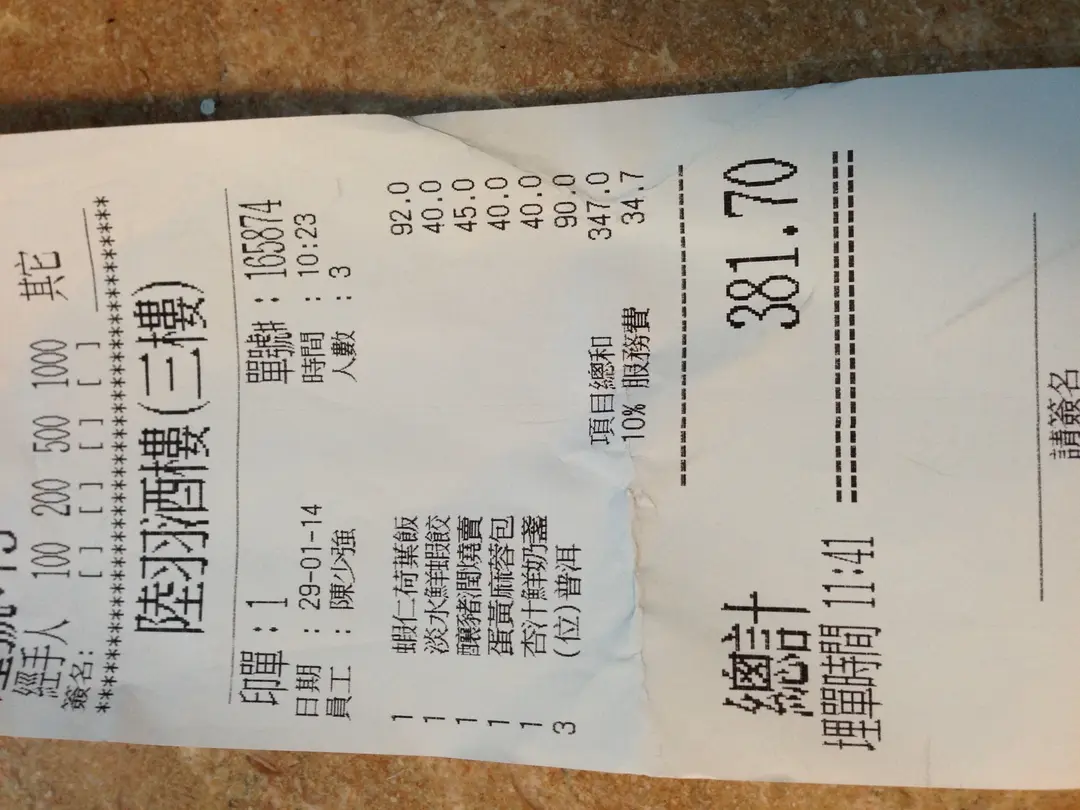 經手人 100 200 500 1000 其它
簽名: [ ] [ ] [ ] [ ]
************************************
陸羽酒樓(三樓)
印單 : 1 單號# : 165874
日期 : 29-01-14 時間 : 10:23
員工 : 陳少強 人數 : 3
1 蝦仁荷葉飯 92.0
1 淡水鮮蝦餃 40.0
1 釀豬潤燒賣 45.0
1 蛋黃麻蓉包 40.0
1 杏汁鮮奶盞 40.0
3 (位)普洱 90.0
項目總和 347.0
10% 服務費 34.7
總計 381.70
埋單時間 11:41
請簽名